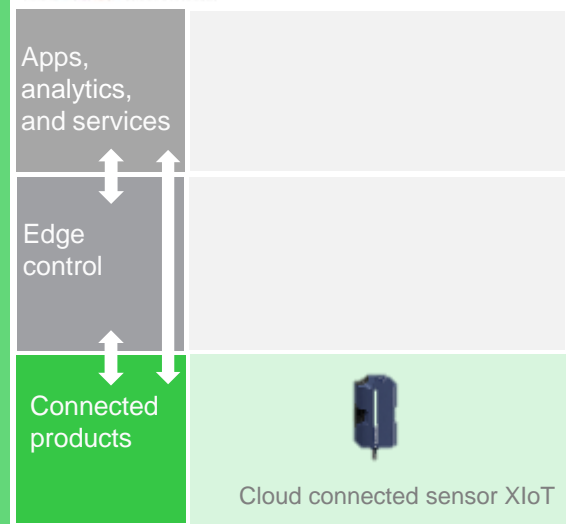 Apps,
analytics,
and services
Edge
control
Connected
products
Cloud connected sensor XIoT